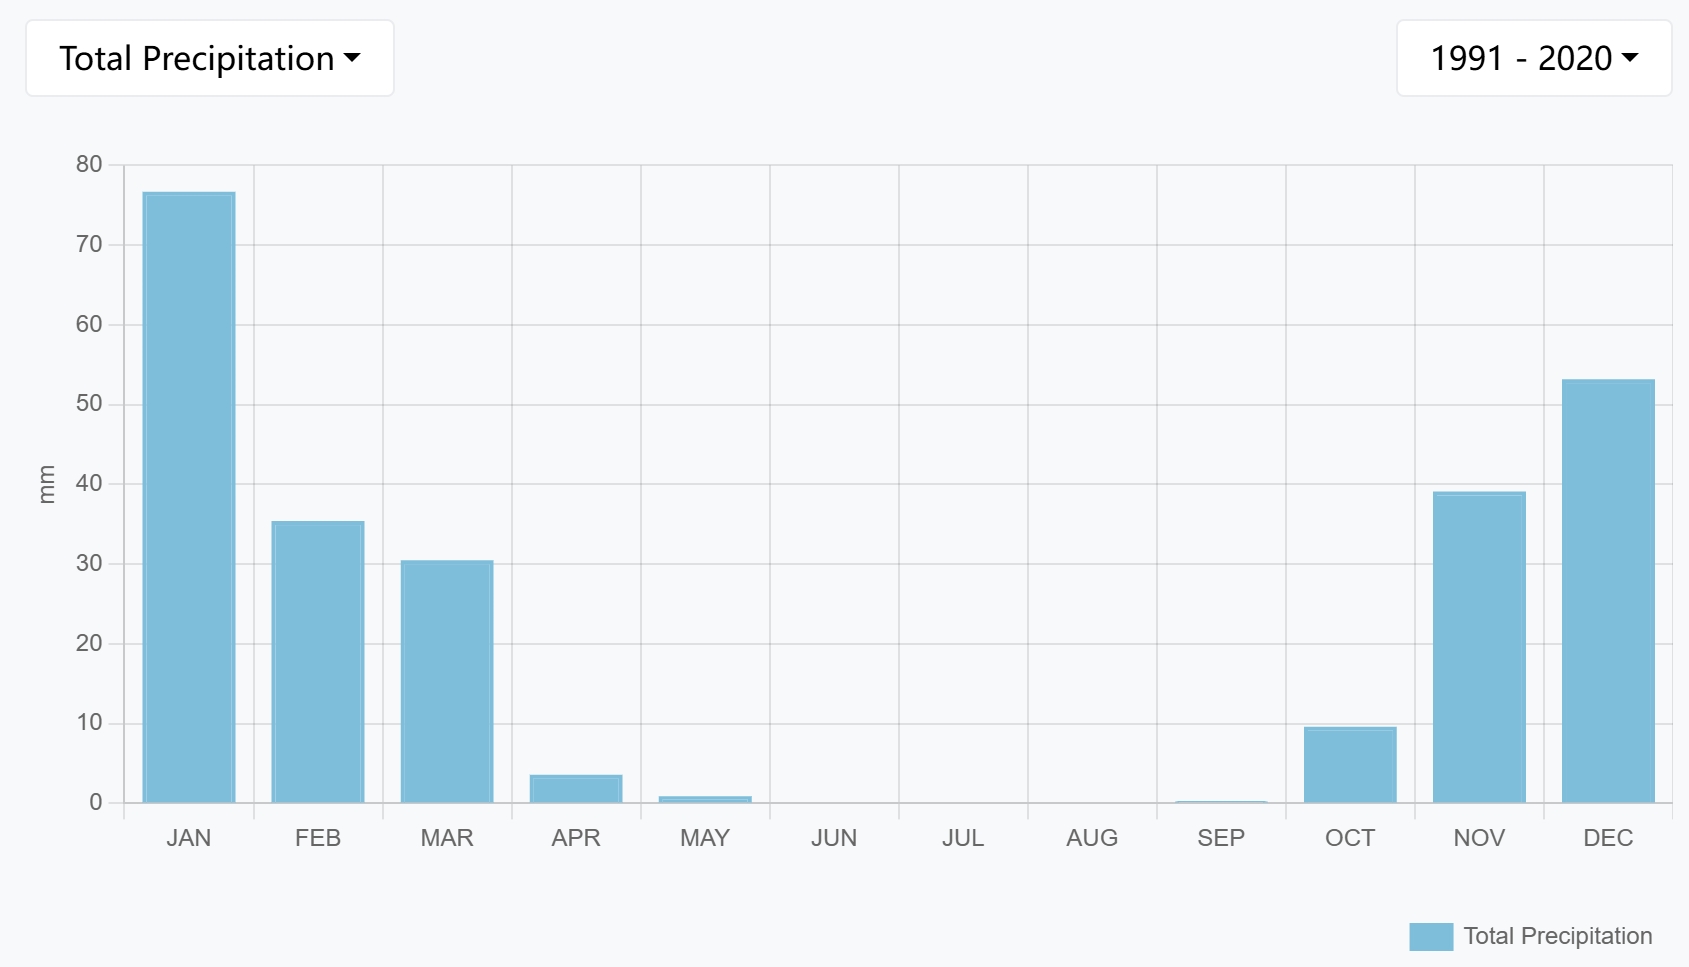 Total Precipitation
1991 - 2020
80
70
60
50
40
30
20
10
0
mm
JAN FEB MAR APR MAY JUN JUL AUG SEP OCT NOV DEC
Total Precipitation